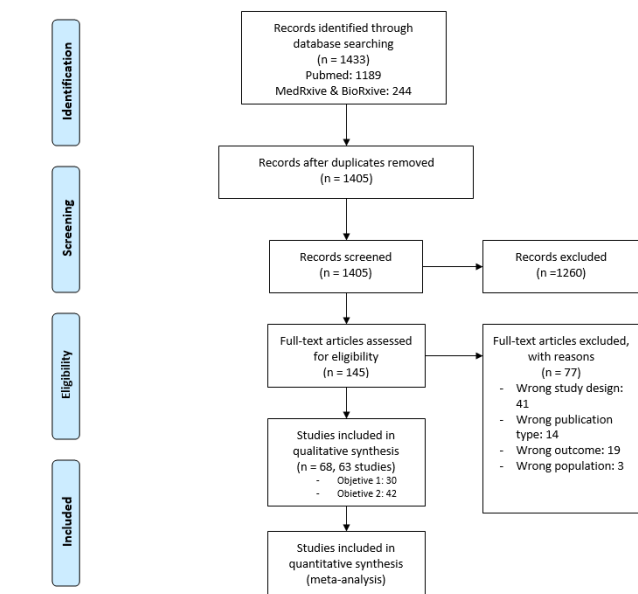 Identification
Records identified through
database searching
(n = 1433)
Pubmed: 1189
MedRxive & BioRxive: 244
Records after duplicates removed
(n = 1405)
Screening
Records screened
(n = 1405)
Records excluded
(n =1260)
Eligibility
Full-text articles assessed
for eligibility
(n = 145)
Full-text articles excluded,
with reasons
(n = 77)
- Wrong study design:
41
- Wrong publication
type: 14
- Wrong outcome: 19
- Wrong population: 3
Studies included in
qualitative synthesis
(n = 68, 63 studies)
- Objetive 1: 30
- Obietive 2: 42
Included
Studies included in
quantitative synthesis
(meta-analysis)